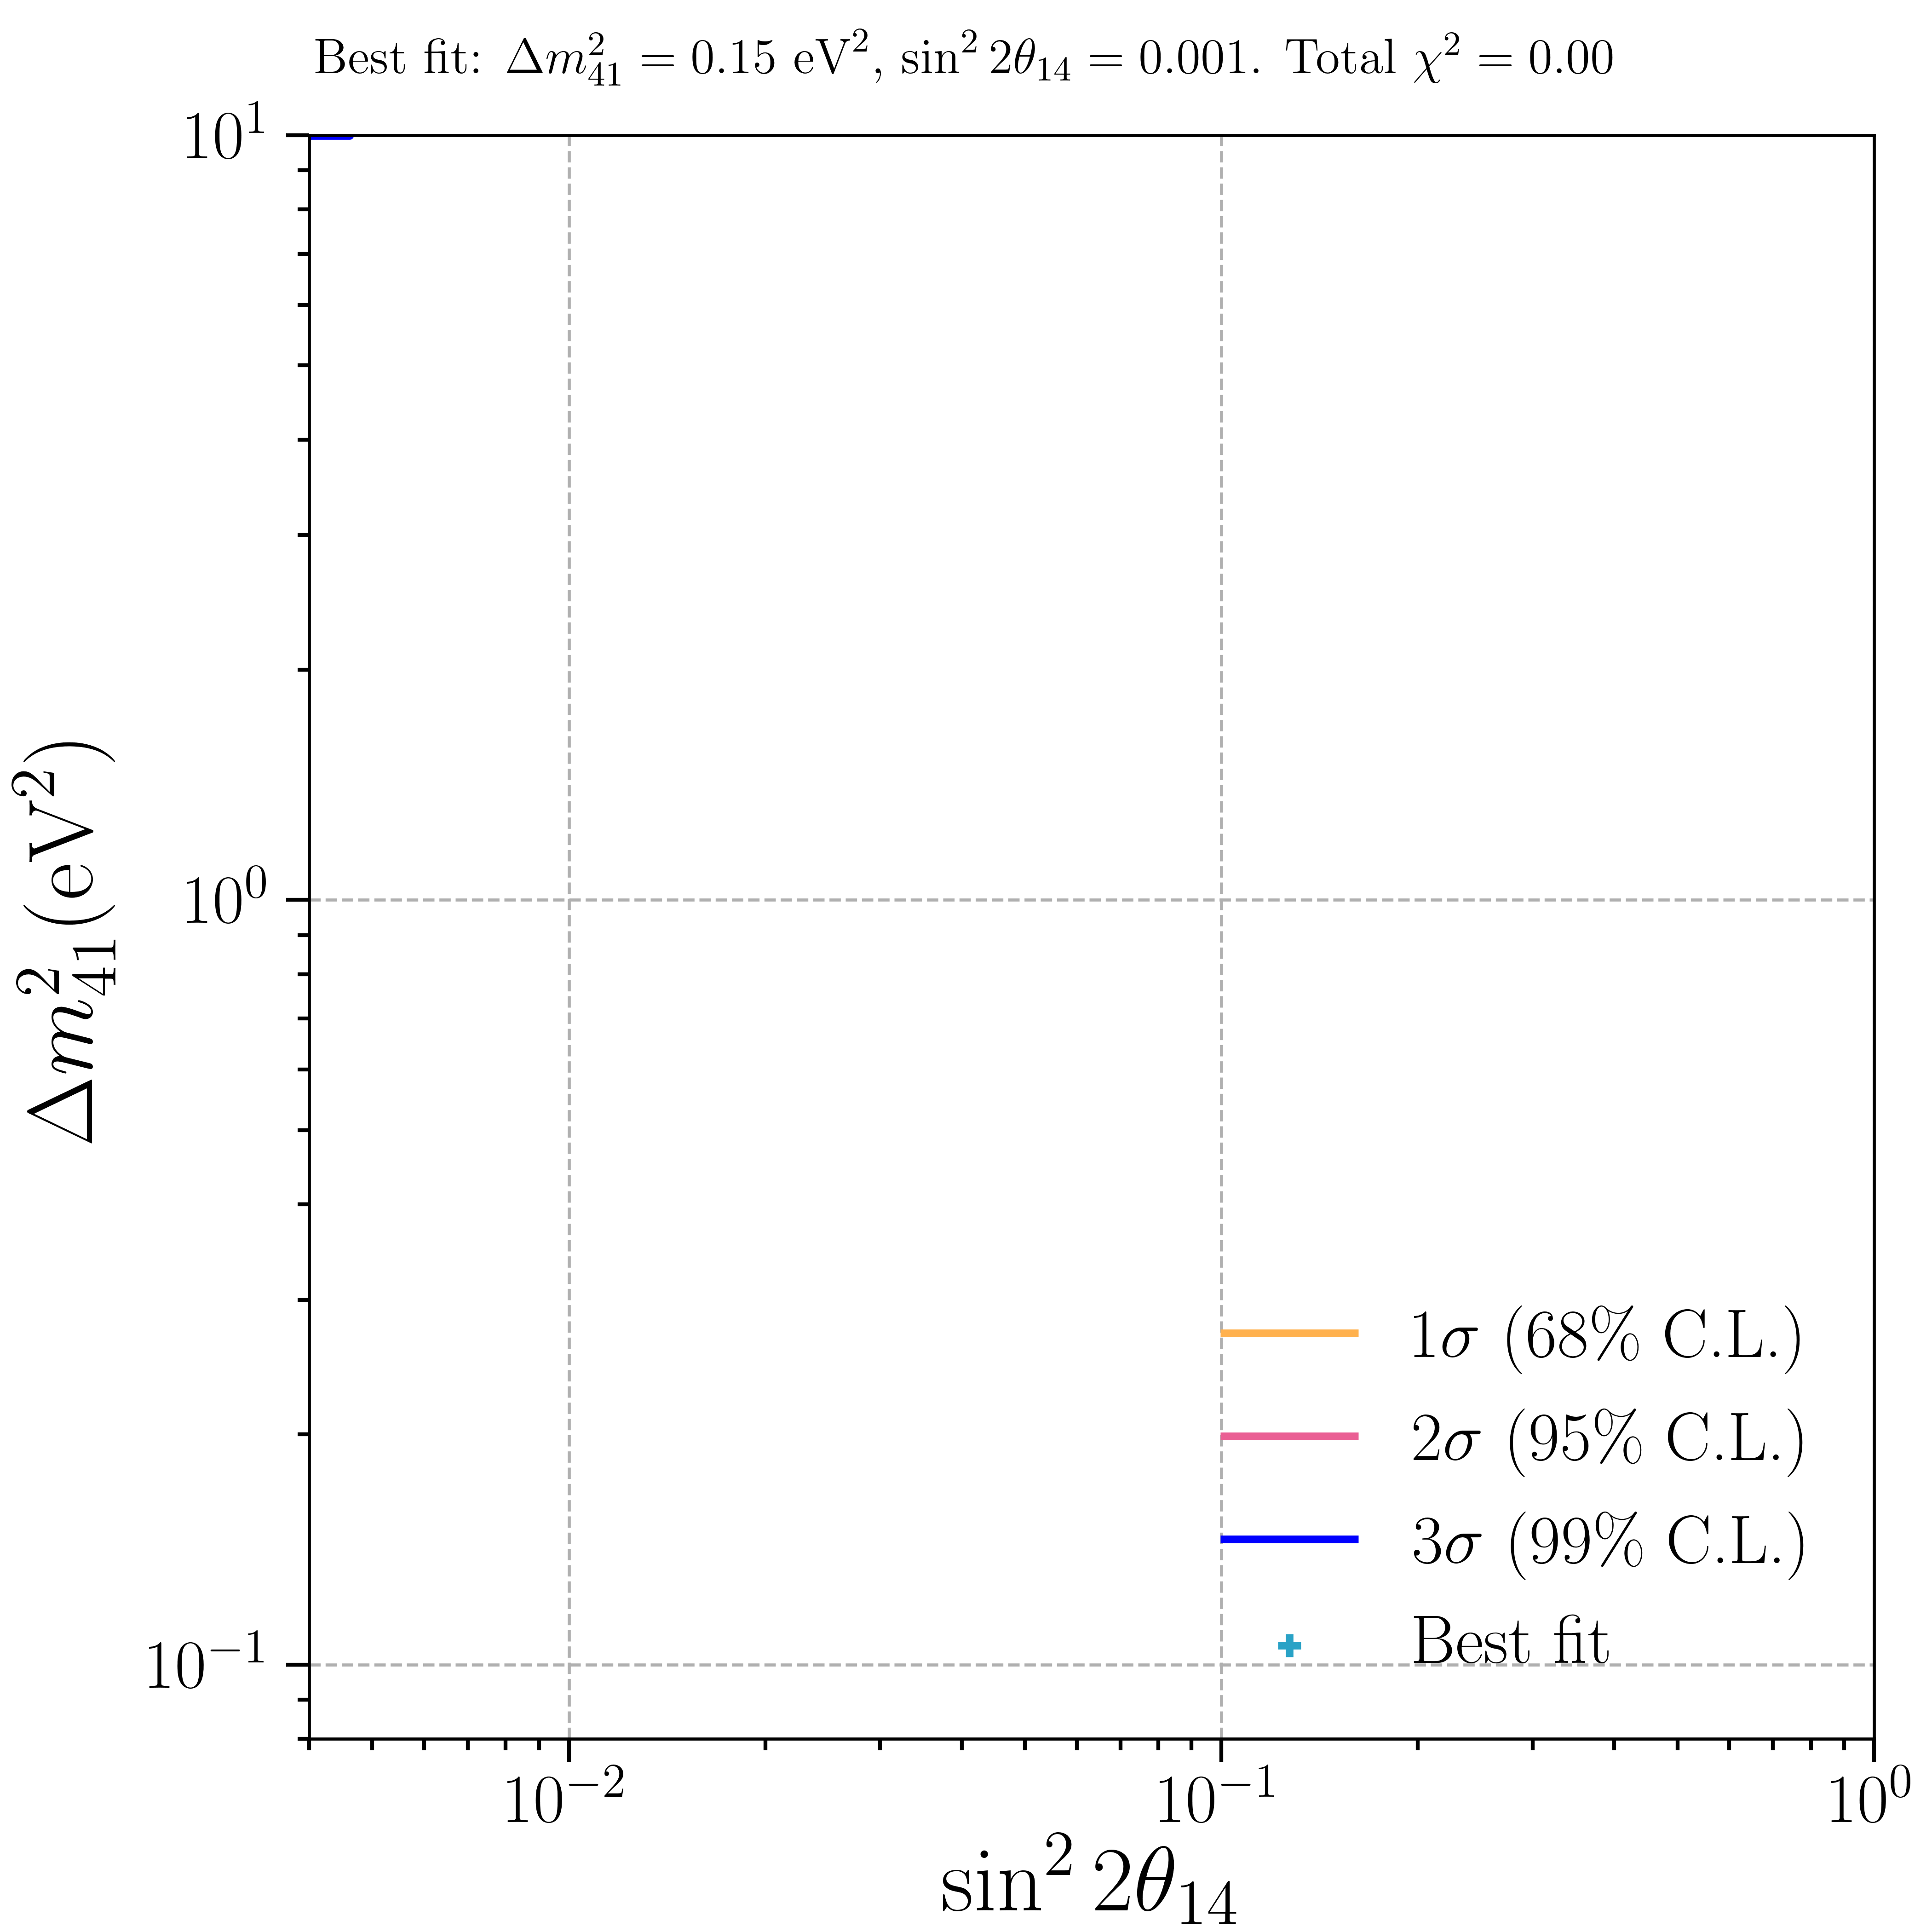 Best fit: Δm²₄₁ = 0.15 eV², sin² 2θ₁₄ = 0.001. Total χ² = 0.00
10¹
10⁰
10⁻¹
Δm²₄₁(eV²)
1σ (68% C.L.)
2σ (95% C.L.)
3σ (99% C.L.)
Best fit
10⁻²
10⁻¹
10⁰
sin² 2θ₁₄